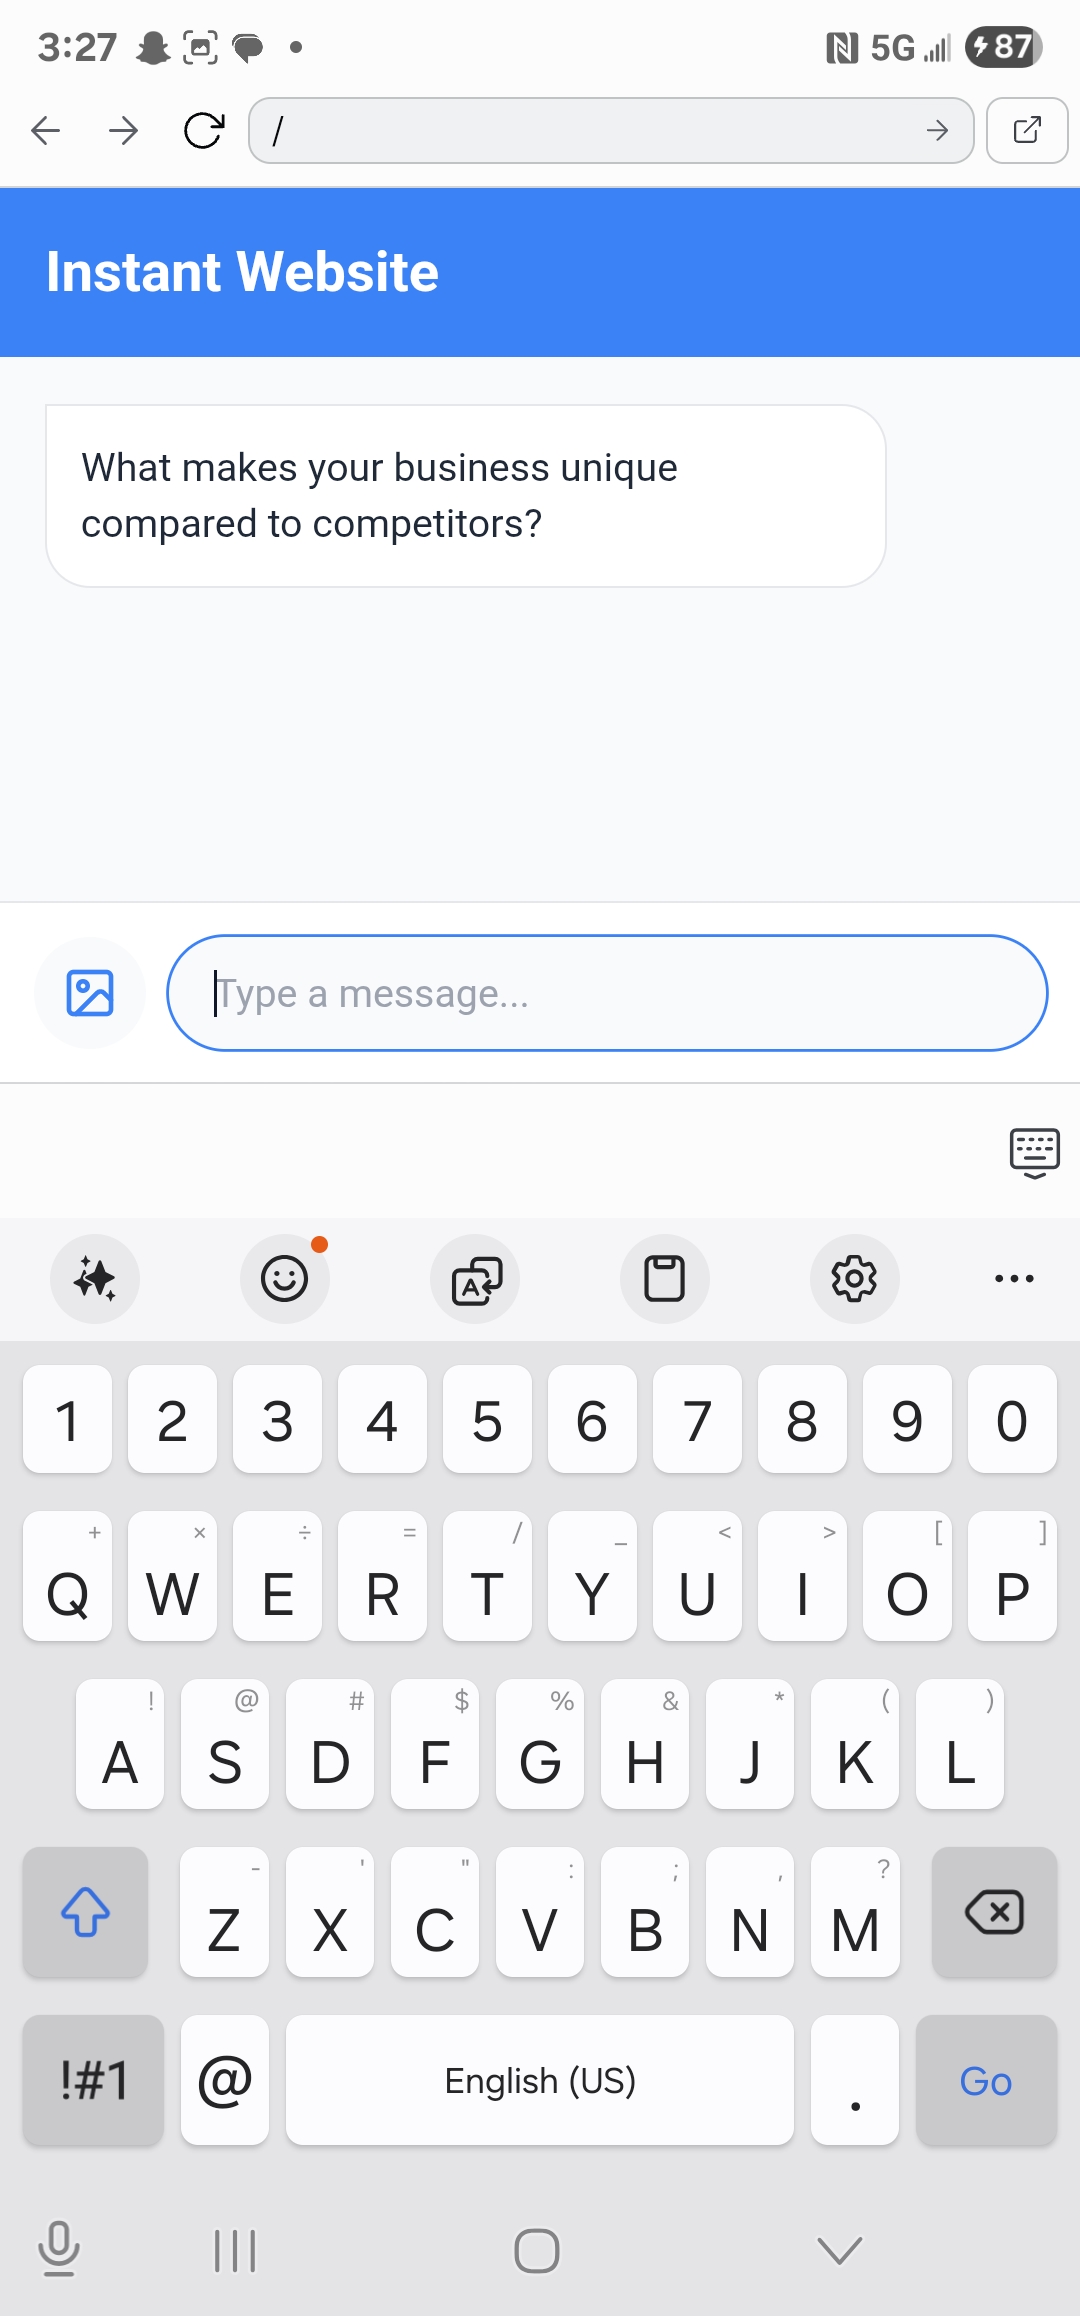 3:27 5G 87
/
Instant Website
What makes your business unique
compared to competitors?
Type a message...
1 2 3 4 5 6 7 8 9 0
+ × ÷ = / _ < > [ ]
Q W E R T Y U I O P
! @ # $ % & * ( )
A S D F G H J K L
- ' " : ; , ?
Z X C V B N M
!#1 @ English (US) . Go